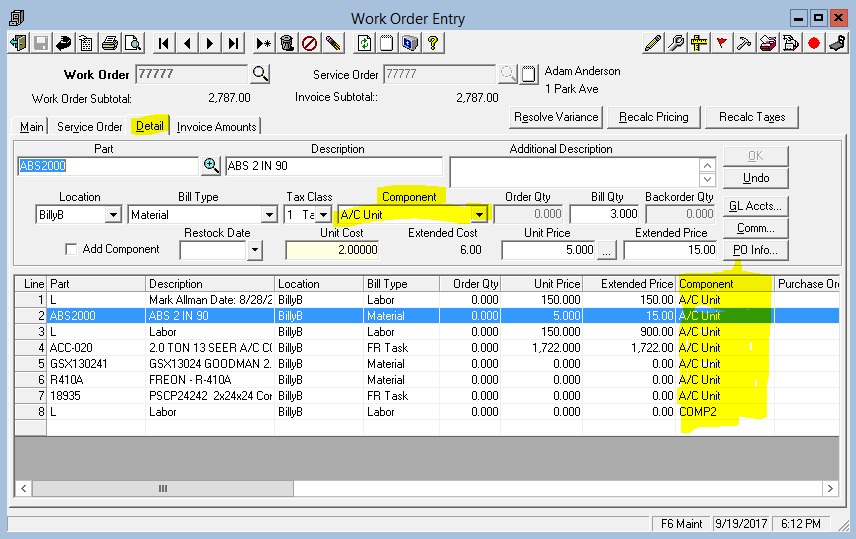 Work Order Entry
Work Order 77777 Service Order 77777 Adam Anderson
1 Park Ave
Work Order Subtotal: 2,787.00 Invoice Subtotal:: 2,787.00
Resolve Variance Recalc Pricing Recalc Taxes
Main Service Order Detail Invoice Amounts
Part Description Additional Description
ABS2000 ABS 2 IN 90
OK
Undo
Location Bill Type Tax Class Component Order Qty Bill Qty Backorder Qty
BillyB Material 1 Ta A/C Unit 0.000 3.000 0.000
GL Accts...
Comm...
Restock Date Unit Cost Extended Cost Unit Price Extended Price
Add Component 2.00000 6.00 5.000 ... 15.00
PO Info...
Line Part Description Location Bill Type Order Qty Unit Price Extended Price Component Purchase Or
1 L Mark Allman Date: 8/28/2 BillyB Labor 0.000 150.000 150.00 A/C Unit
2 ABS2000 ABS 2 IN 90 BillyB Material 0.000 5.000 15.00 A/C Unit
3 L Labor BillyB Labor 0.000 150.000 900.00 A/C Unit
4 ACC-020 2.0 TON 13 SEER A/C CO BillyB FR Task 0.000 1,722.000 1,722.00 A/C Unit
5 GSX130241 GSX13024 GOODMAN 2. BillyB Material 0.000 0.000 0.00 A/C Unit
6 R410A FREON - R-410A BillyB Material 0.000 0.000 0.00 A/C Unit
7 18935 PSCP24242 2x24x24 Con BillyB FR Task 0.000 0.000 0.00 A/C Unit
8 L Labor BillyB Labor 0.000 0.000 0.00 COMP2
F6 Maint 9/19/2017 6:12 PM